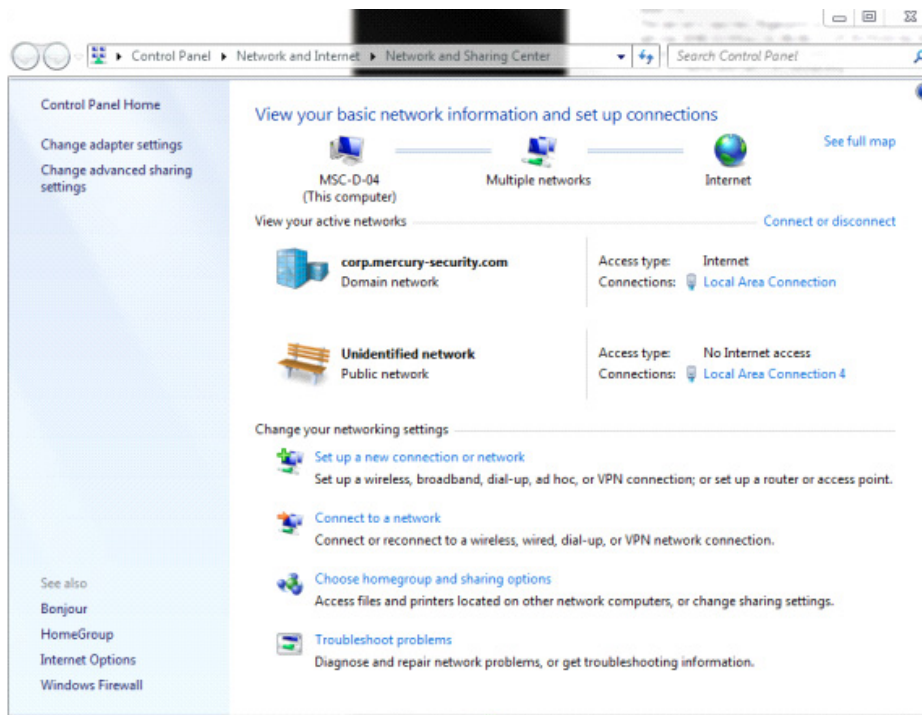 Control Panel
Network and Internet
Network and Sharing Center
Search Control Panel
Control Panel Home
Change adapter settings
Change advanced sharing
settings
See also
Bonjour
HomeGroup
Internet Options
Windows Firewall
View your basic network information and set up connections
See full map
MSC-D-04
(This computer)
Multiple networks
Internet
View your active networks
Connect or disconnect
corp.mercury-security.com
Domain network
Access type: Internet
Connections: Local Area Connection
Unidentified network
Public network
Access type: No Internet access
Connections: Local Area Connection 4
Change your networking settings
Set up a new connection or network
Set up a wireless, broadband, dial-up, ad hoc, or VPN connection; or set up a router or access point.
Connect to a network
Connect or reconnect to a wireless, wired, dial-up, or VPN network connection.
Choose homegroup and sharing options
Access files and printers located on other network computers, or change sharing settings.
Troubleshoot problems
Diagnose and repair network problems, or get troubleshooting information.